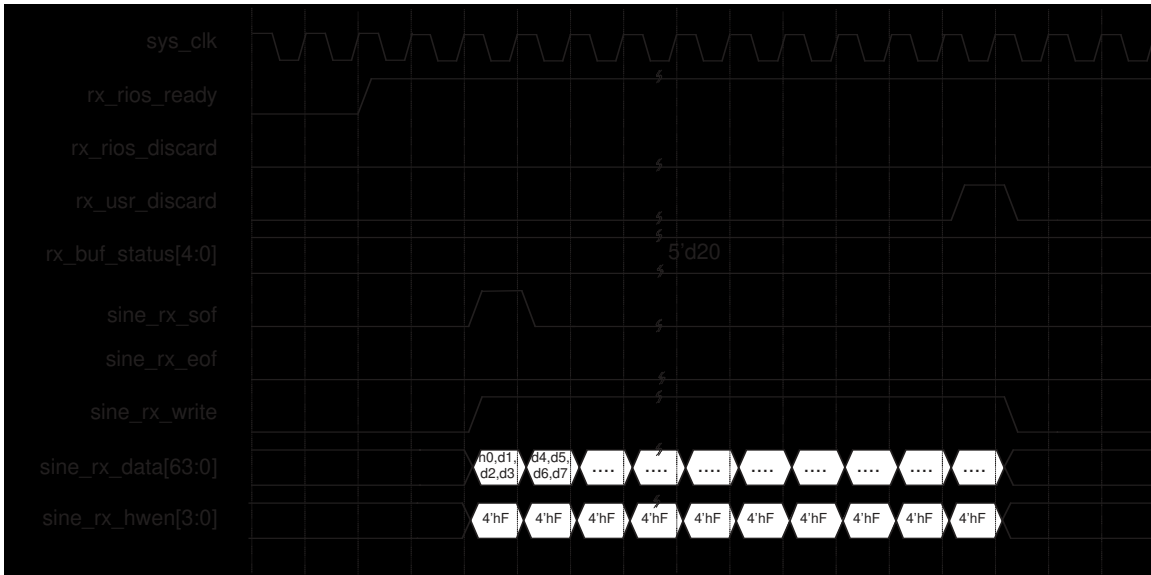 sys_clk
rx_rios_ready
rx_rios_discard
rx_usr_discard
rx_buf_status[4:0]
5'd20
sine_rx_sof
sine_rx_eof
sine_rx_write
sine_rx_data[63:0]
h0,d1, d4,d5,
d2,d3 d6,d7 .... .... .... .... .... .... .... ....
sine_rx_hwen[3:0]
4'hF 4'hF 4'hF 4'hF 4'hF 4'hF 4'hF 4'hF 4'hF 4'hF